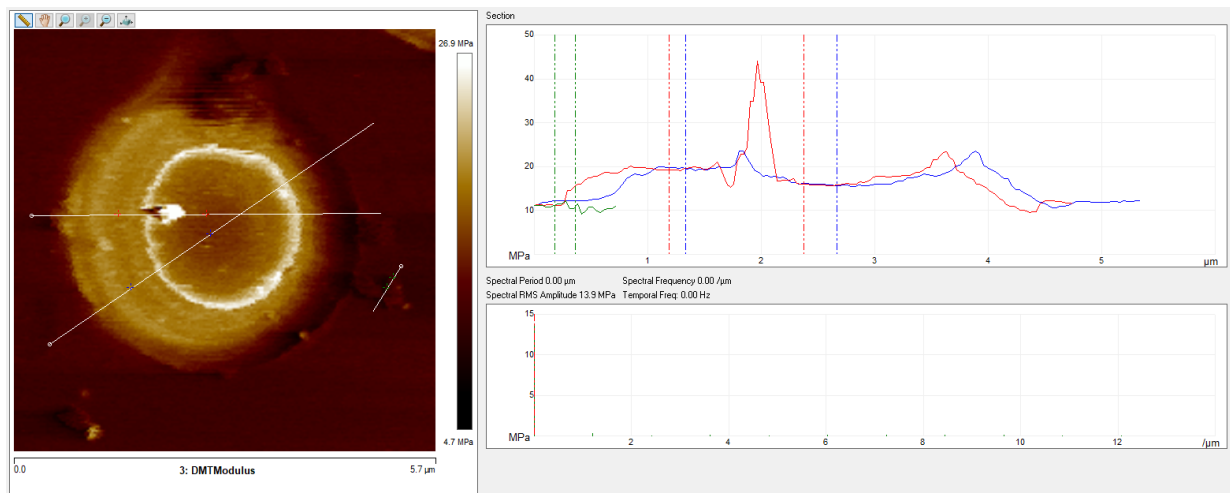 26.9 MPa
4.7 MPa
0.0
3: DMTModulus
5.7 µm
Section
50
40
30
20
10
MPa
1
2
3
4
5
µm
Spectral Period 0.00 µm Spectral Frequency 0.00 /µm
Spectral RMS Amplitude 13.9 MPa Temporal Freq: 0.00 Hz
15
10
5
MPa
2
4
6
8
10
12
/µm